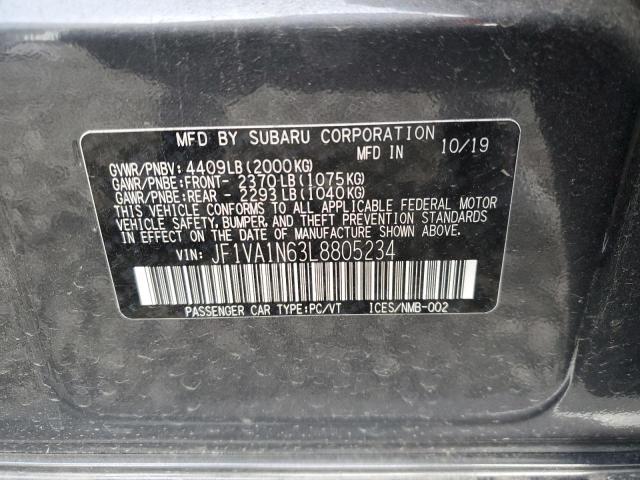 MFD BY SUBARU CORPORATION
MFD IN 10/19
GVWR/PNBV: 4409LB(2000KG)
GAWR/PNBE:FRONT- 2370LB(1075KG)
GAWR/PNBE:REAR - 2293LB(1040KG)
THIS VEHICLE CONFORMS TO ALL APPLICABLE FEDERAL MOTOR
VEHICLE SAFETY, BUMPER, AND THEFT PREVENTION STANDARDS
IN EFFECT ON THE DATE OF MANUFACTURE SHOWN ABOVE.
VIN: JF1VA1N63L8805234
PASSENGER CAR TYPE:PC/VT ICES/NMB-002